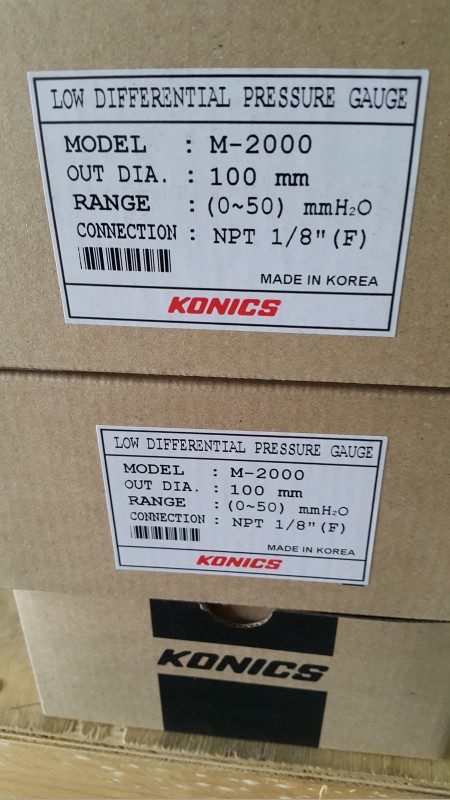 LOW DIFFERENTIAL PRESSURE GAUGE
MODEL : M-2000
OUT DIA. : 100 mm
RANGE : (0~50) mmH₂O
CONNECTION : NPT 1/8"(F)
MADE IN KOREA
KONICS
LOW DIFFERENTIAL PRESSURE GAUGE
MODEL : M-2000
OUT DIA. : 100 mm
RANGE : (0~50) mmH₂O
CONNECTION : NPT 1/8"(F)
MADE IN KOREA
KONICS
KONICS